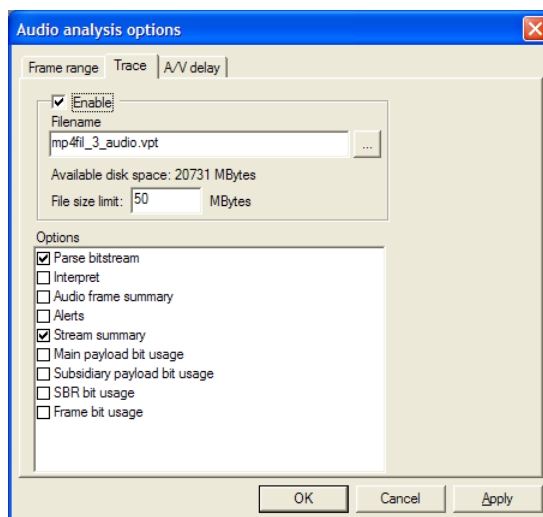 Audio analysis options
Frame range Trace A/V delay
Enable
Filename
mp4fil_3_audio.vpt ...
Available disk space: 20731 MBytes
File size limit: 50 MBytes
Options
Parse bitstream
Interpret
Audio frame summary
Alerts
Stream summary
Main payload bit usage
Subsidiary payload bit usage
SBR bit usage
Frame bit usage
OK Cancel Apply